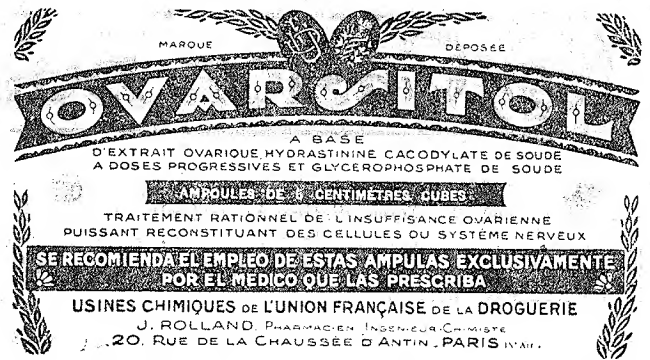 MARQUE DÉPOSÉE
OVARSITOL
A BASE
D'EXTRAIT OVARIQUE, HYDRASTININE CACODYLATE DE SOUDE
A DOSES PROGRESSIVES ET GLYCEROPHOSPHATE DE SOUDE
AMPOULES DE CENTIMETRES CUBES
TRAITEMENT RATIONNEL DE L'INSUFFISANCE OVARIENNE
PUISSANT RECONSTITUANT DES CELLULES OU SYSTÈME NERVEUX
SE RECOMIENDA EL EMPLEO DE ESTAS AMPULAS EXCLUSIVAMENTE
POR EL MEDICO QUE LAS PRESCRIBA
USINES CHIMIQUES DE L'UNION FRANÇAISE DE LA DROGUERIE
J. ROLLAND. PHARMACIEN INGENIEUR-CHIMISTE
20, RUE DE LA CHAUSSÉE D'ANTIN, PARIS